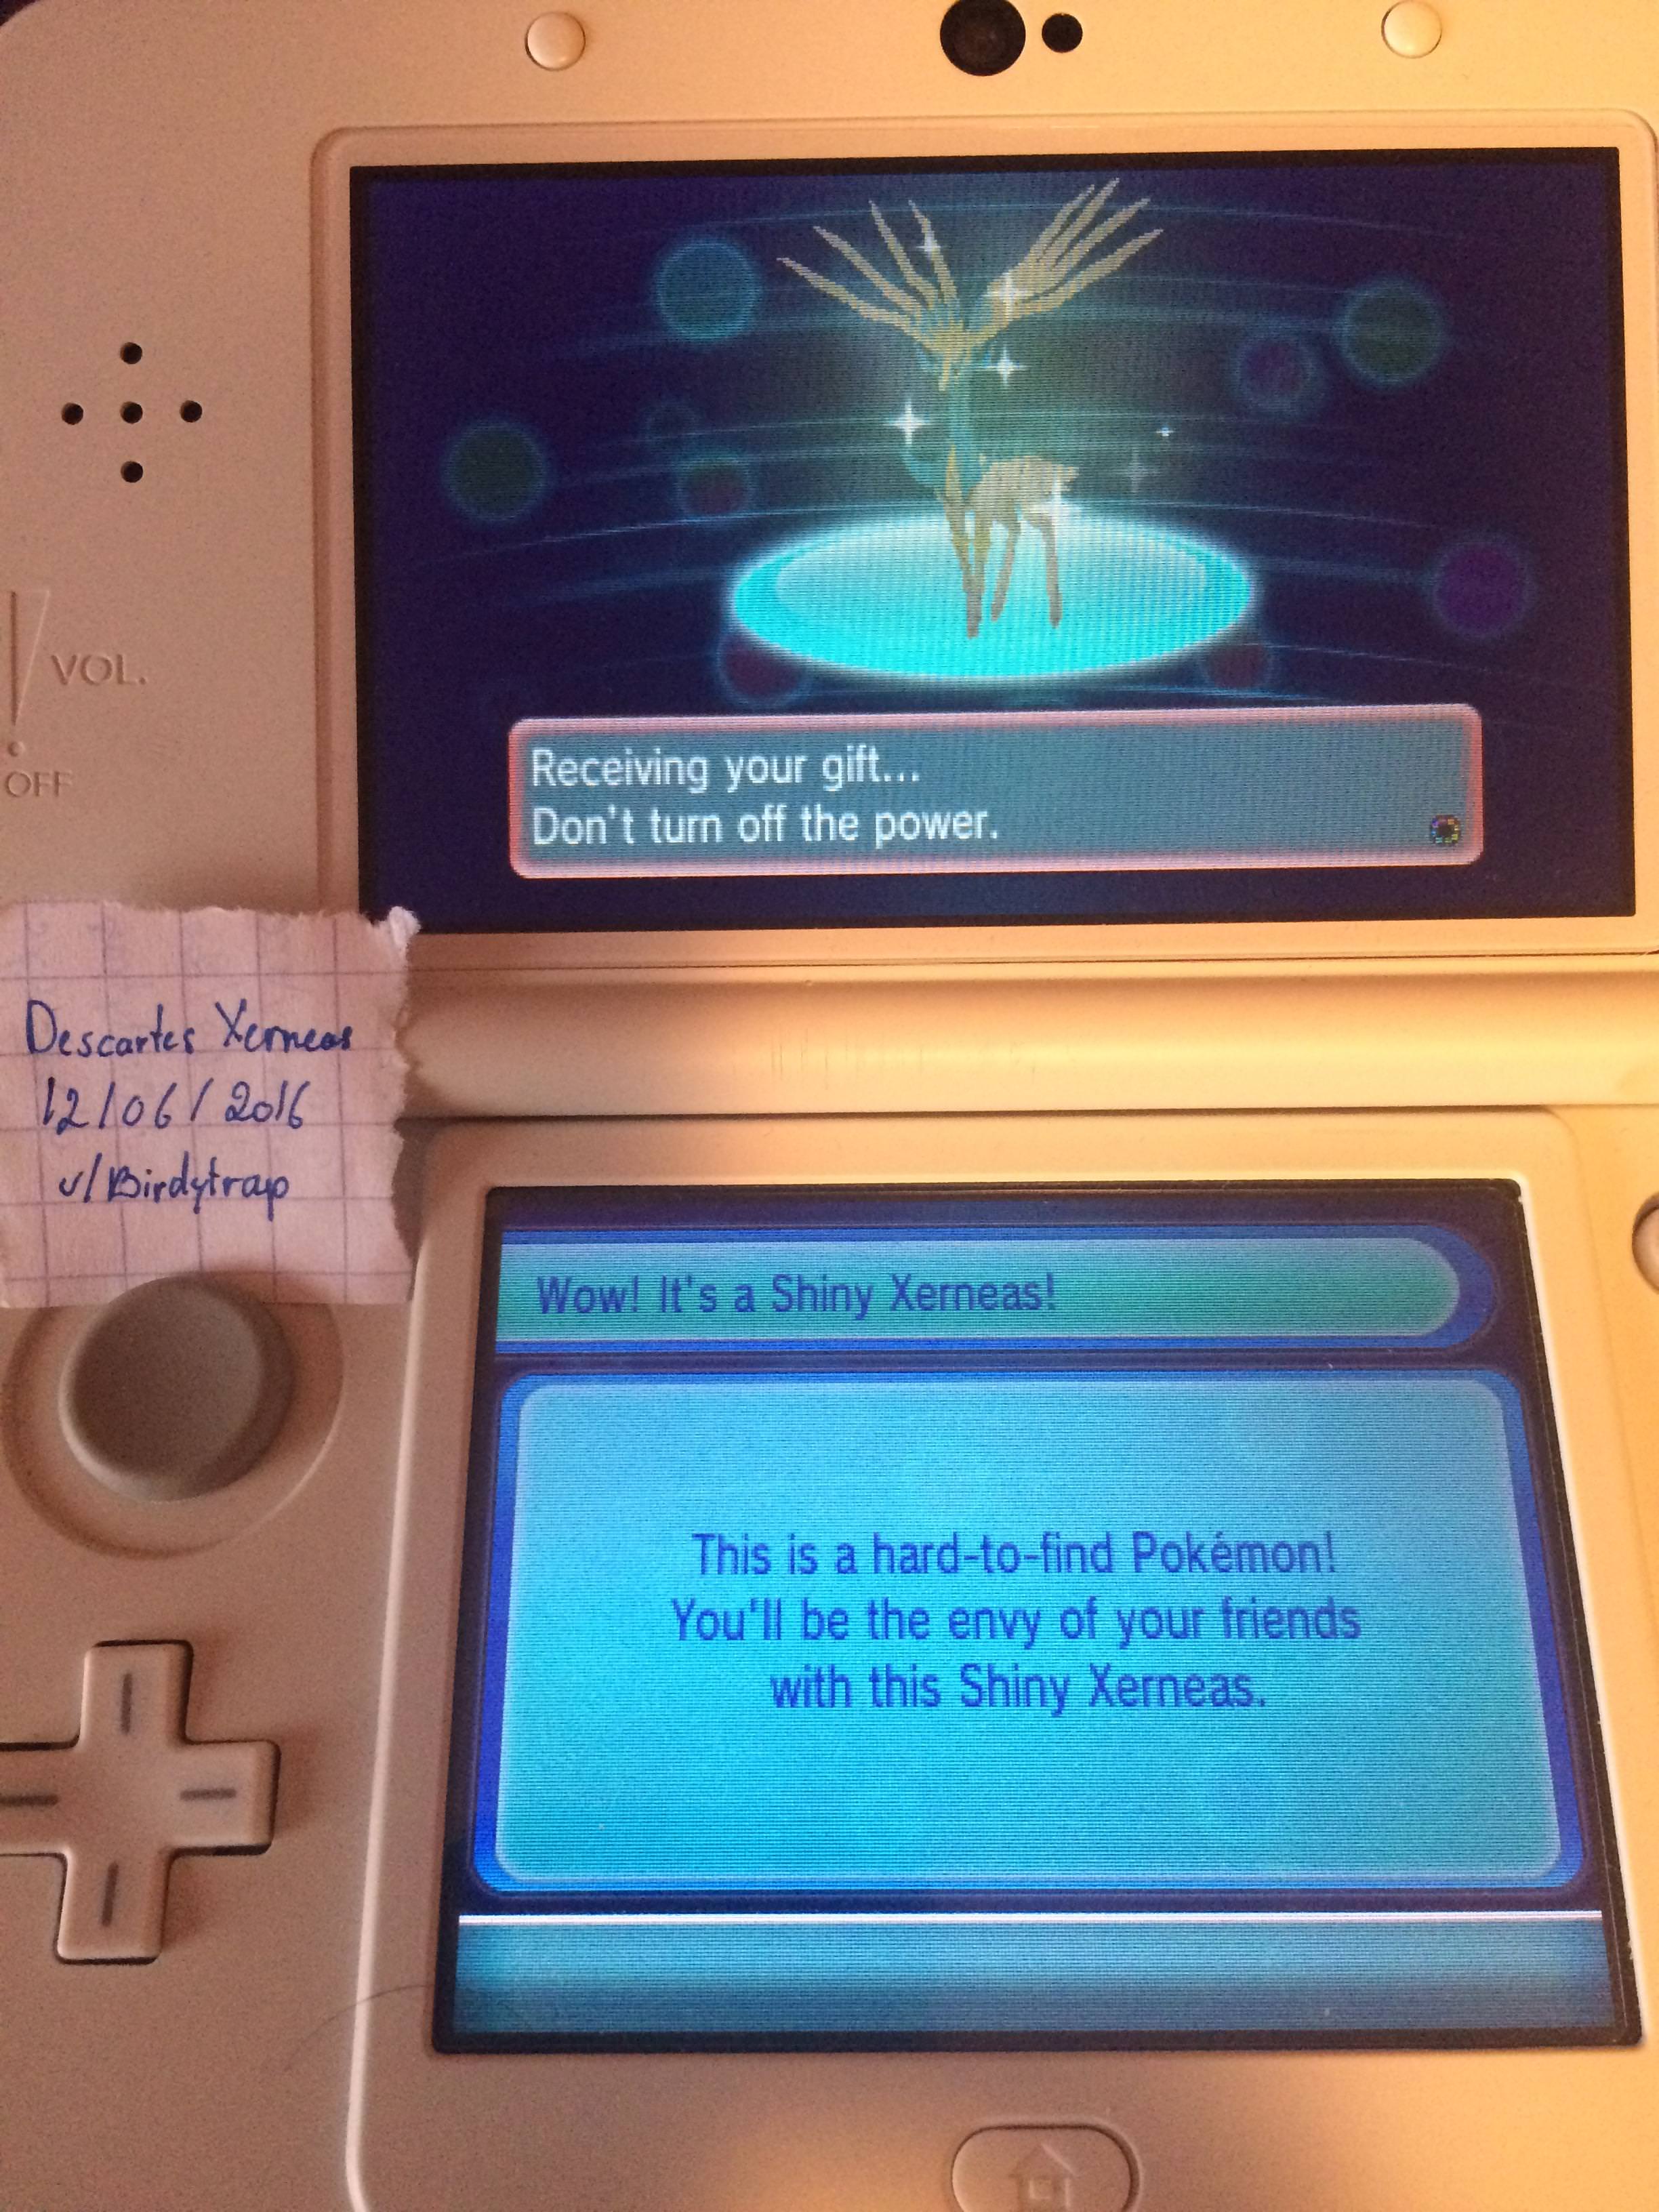 Receiving your gift...
Don't turn off the power.
VOL.
OFF
Descartes Xerneas
12/06/2016
u/Birdytrap
Wow! It's a Shiny Xerneas!
This is a hard-to-find Pokémon!
You'll be the envy of your friends
with this Shiny Xerneas.